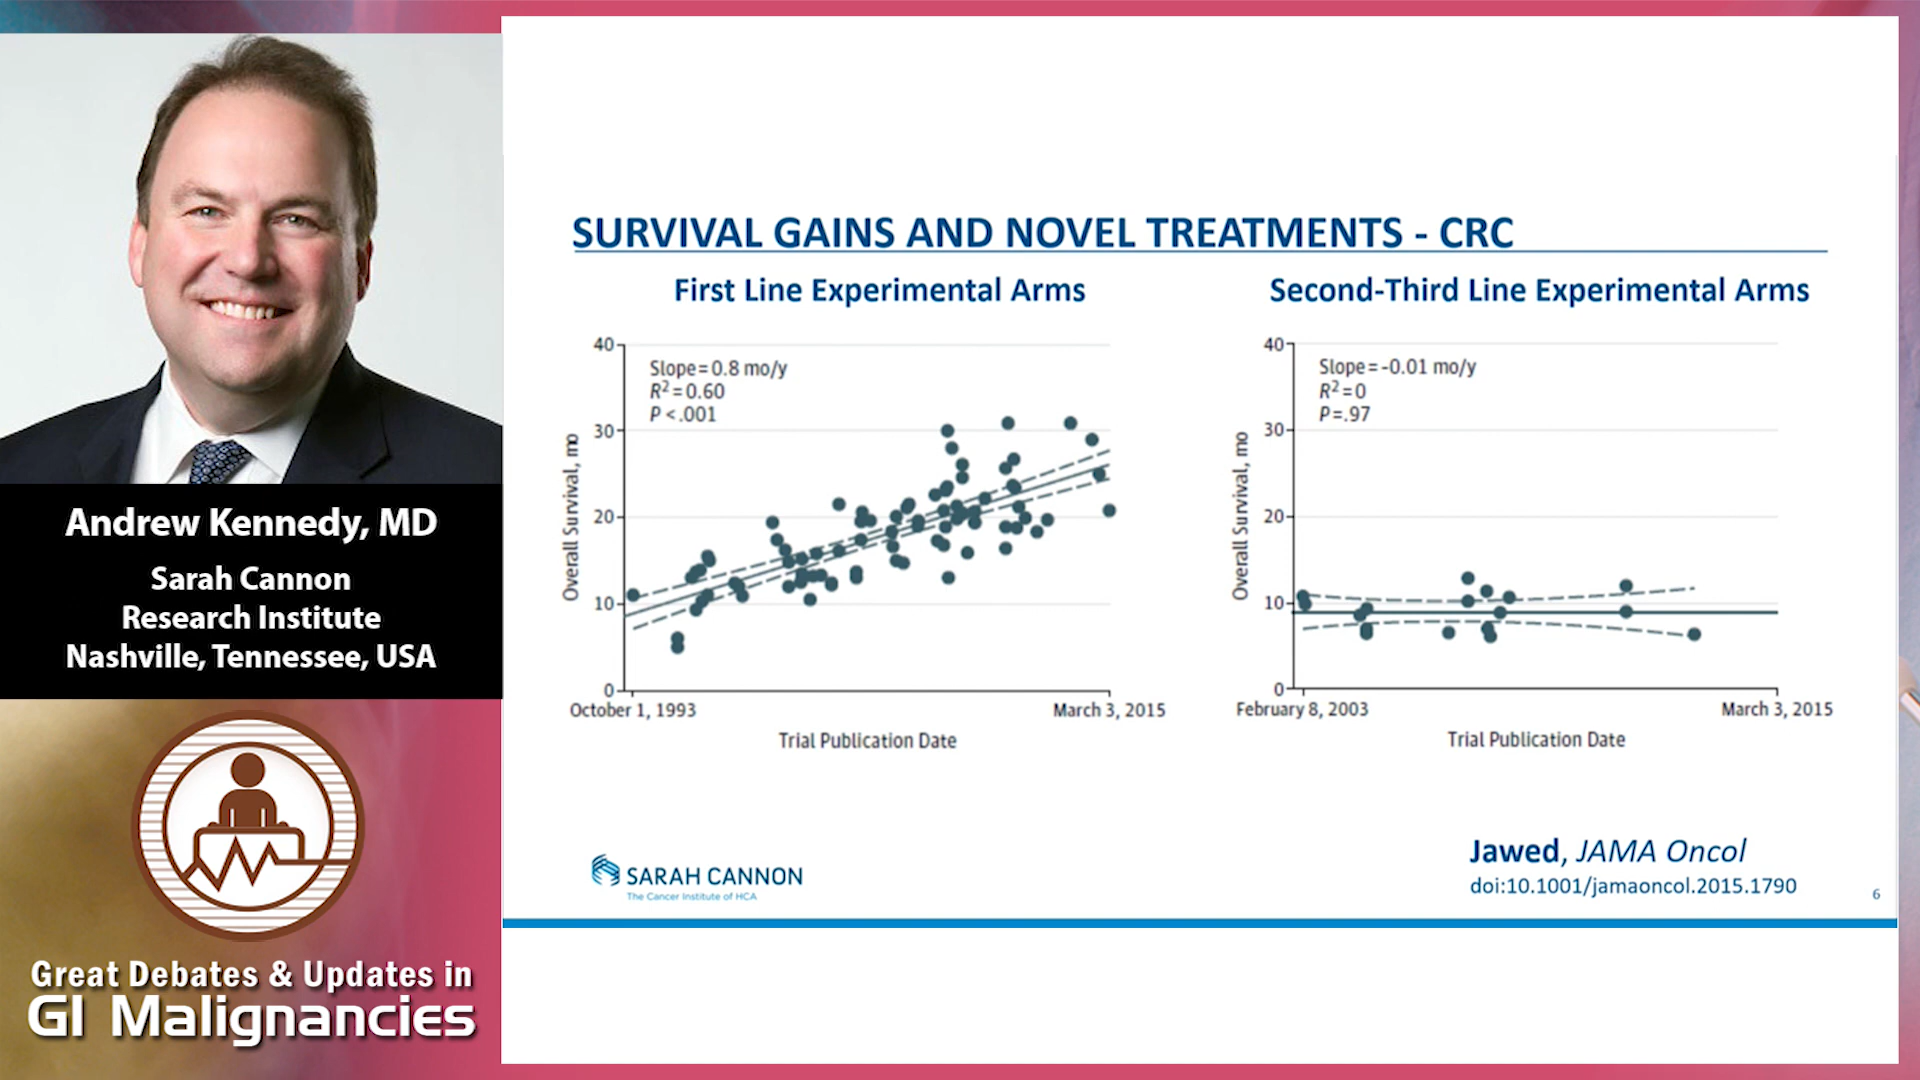 Andrew Kennedy, MD
Sarah Cannon
Research Institute
Nashville, Tennessee, USA
Great Debates & Updates in
GI Malignancies
SURVIVAL GAINS AND NOVEL TREATMENTS - CRC
First Line Experimental Arms
Slope=0.8 mo/y
R²=0.60
P<.001
Overall Survival, mo
40
30
20
10
0
October 1, 1993
March 3, 2015
Trial Publication Date
Second-Third Line Experimental Arms
Slope=-0.01 mo/y
R²=0
P=.97
Overall Survival, mo
40
30
20
10
0
February 8, 2003
March 3, 2015
Trial Publication Date
SARAH CANNON
The Cancer Institute of HCA
Jawed, JAMA Oncol
doi:10.1001/jamaoncol.2015.1790
6